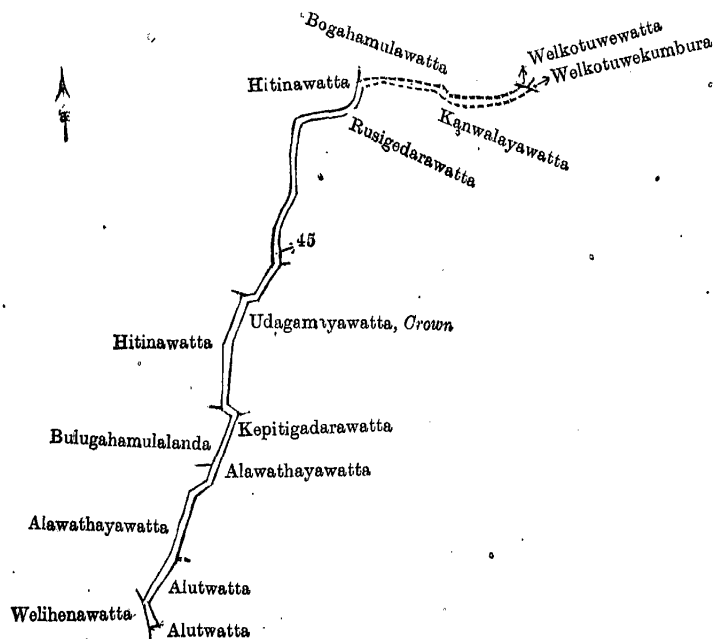 Bogahamulawatta
Welkotuwewatta
Welkotuwekumbura
Hitinawatta
Kanwalayawatta
Rusigedarawatta
45
Udagamayawatta, Crown
Hitinawatta
Kepitigadarawatta
Bulugahamulalanda
Alawathayawatta
Alawathayawatta
Alutwatta
Welihenawatta
Alutwatta